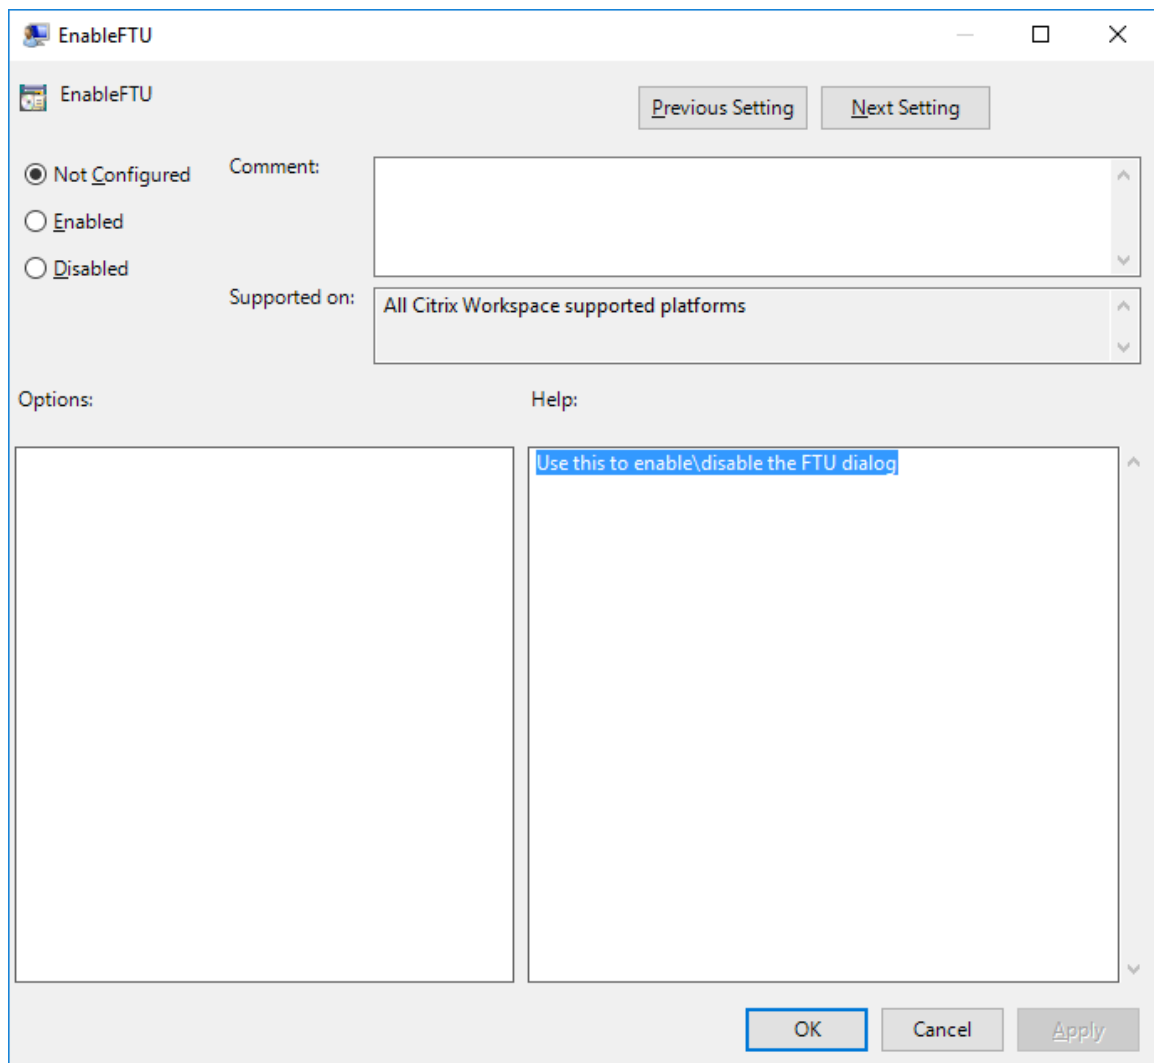 EnableFTU
EnableFTU
Previous Setting
Next Setting
Not Configured
Comment:
Enabled
Disabled
Supported on:
All Citrix Workspace supported platforms
Options:
Help:
Use this to enable\disable the FTU dialog
OK
Cancel
Apply